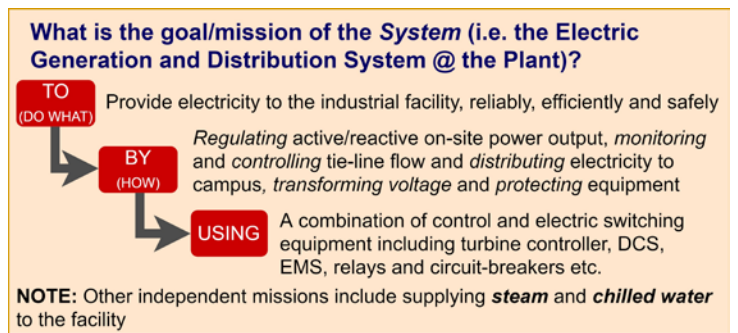 What is the goal/mission of the System (i.e. the Electric
Generation and Distribution System @ the Plant)?
TO
(DO WHAT)
Provide electricity to the industrial facility, reliably, efficiently and safely
BY
(HOW)
Regulating active/reactive on-site power output, monitoring
and controlling tie-line flow and distributing electricity to
campus, transforming voltage and protecting equipment
USING
A combination of control and electric switching
equipment including turbine controller, DCS,
EMS, relays and circuit-breakers etc.
NOTE: Other independent missions include supplying steam and chilled water
to the facility